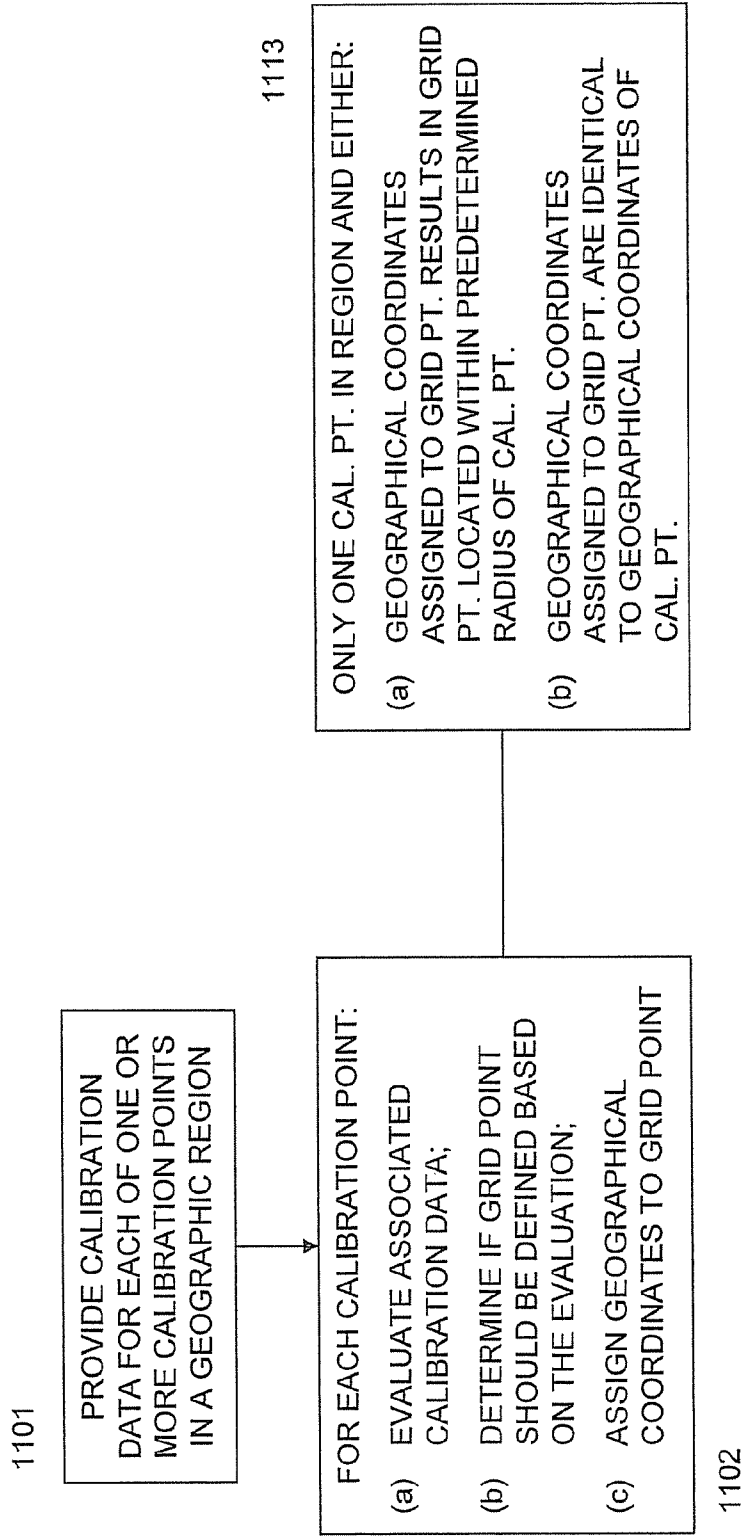 1101
PROVIDE CALIBRATION
DATA FOR EACH OF ONE OR
MORE CALIBRATION POINTS
IN A GEOGRAPHIC REGION
FOR EACH CALIBRATION POINT:
(a) EVALUATE ASSOCIATED
CALIBRATION DATA;
(b) DETERMINE IF GRID POINT
SHOULD BE DEFINED BASED
ON THE EVALUATION;
(c) ASSIGN GEOGRAPHICAL
COORDINATES TO GRID POINT
1102
1113
ONLY ONE CAL. PT. IN REGION AND EITHER:
(a) GEOGRAPHICAL COORDINATES
ASSIGNED TO GRID PT. RESULTS IN GRID
PT. LOCATED WITHIN PREDETERMINED
RADIUS OF CAL. PT.
(b) GEOGRAPHICAL COORDINATES
ASSIGNED TO GRID PT. ARE IDENTICAL
TO GEOGRAPHICAL COORDINATES OF
CAL. PT.